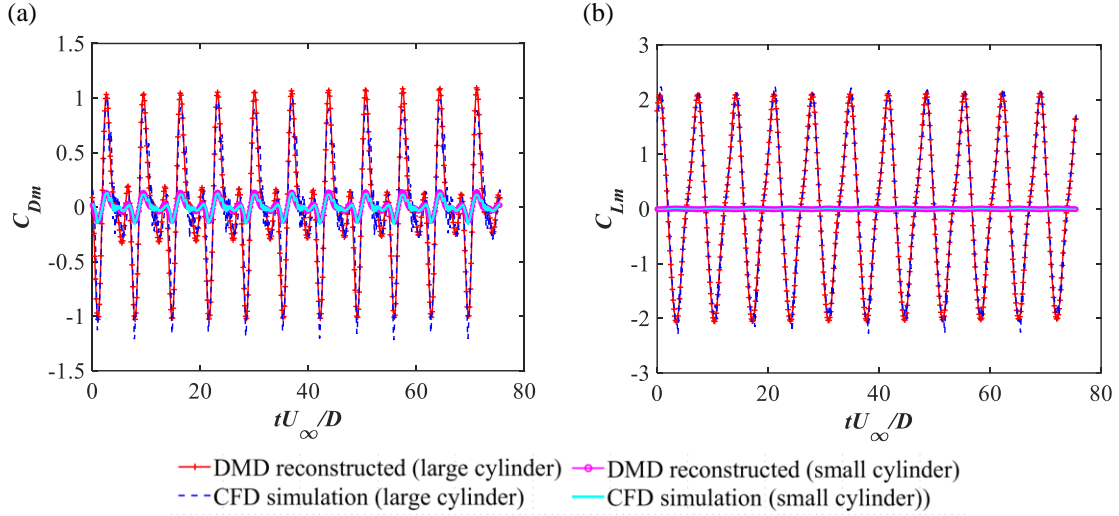 (a)
(b)
1.5
1
0.5
0
-0.5
-1
-1.5
C_Dm
0 20 40 60 80
tU_∞/D
3
2
1
0
-1
-2
-3
C_Lm
0 20 40 60 80
tU_∞/D
DMD reconstructed (large cylinder) DMD reconstructed (small cylinder)
CFD simulation (large cylinder) CFD simulation (small cylinder))